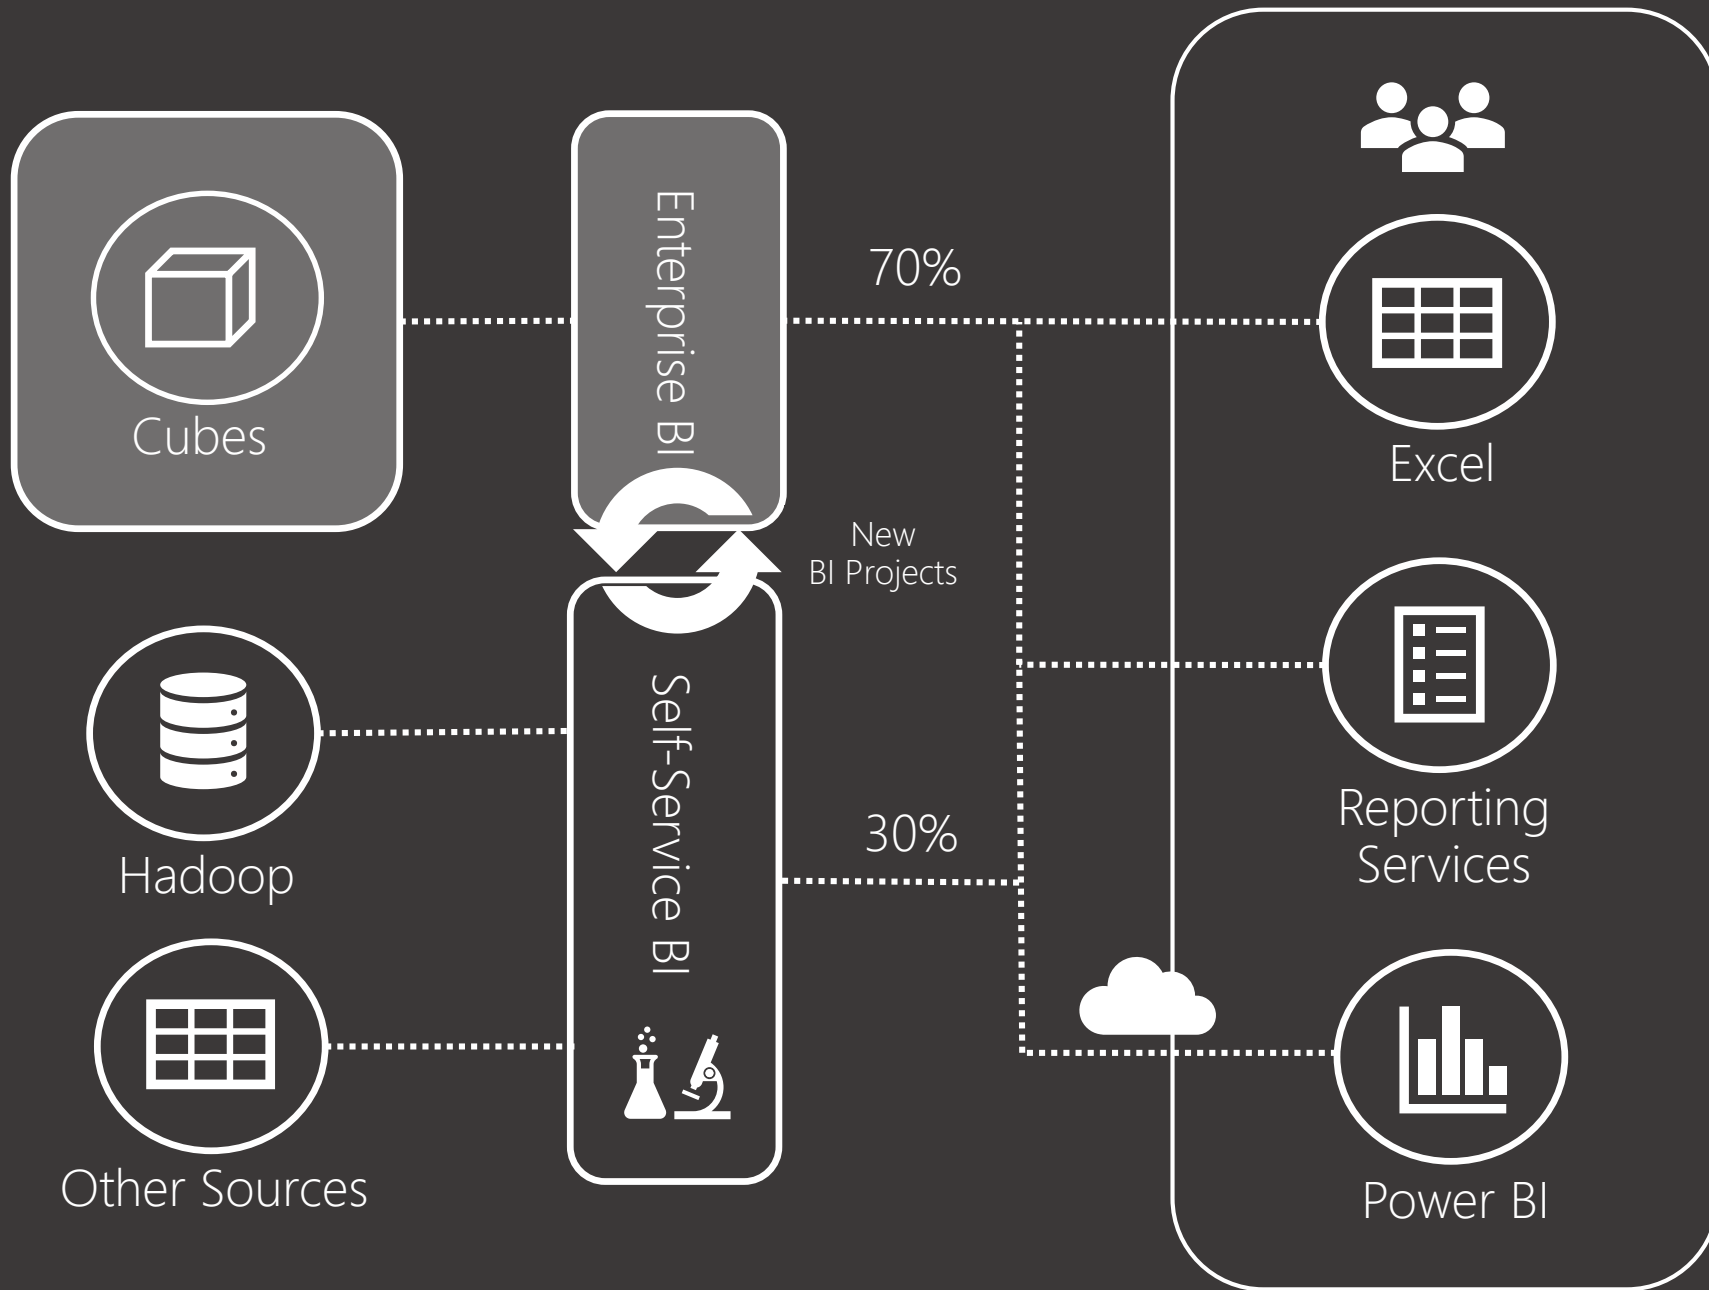 Cubes
Enterprise BI
70%
Excel
New
BI Projects
Hadoop
Self-Service BI
30%
Reporting
Services
Other Sources
Power BI